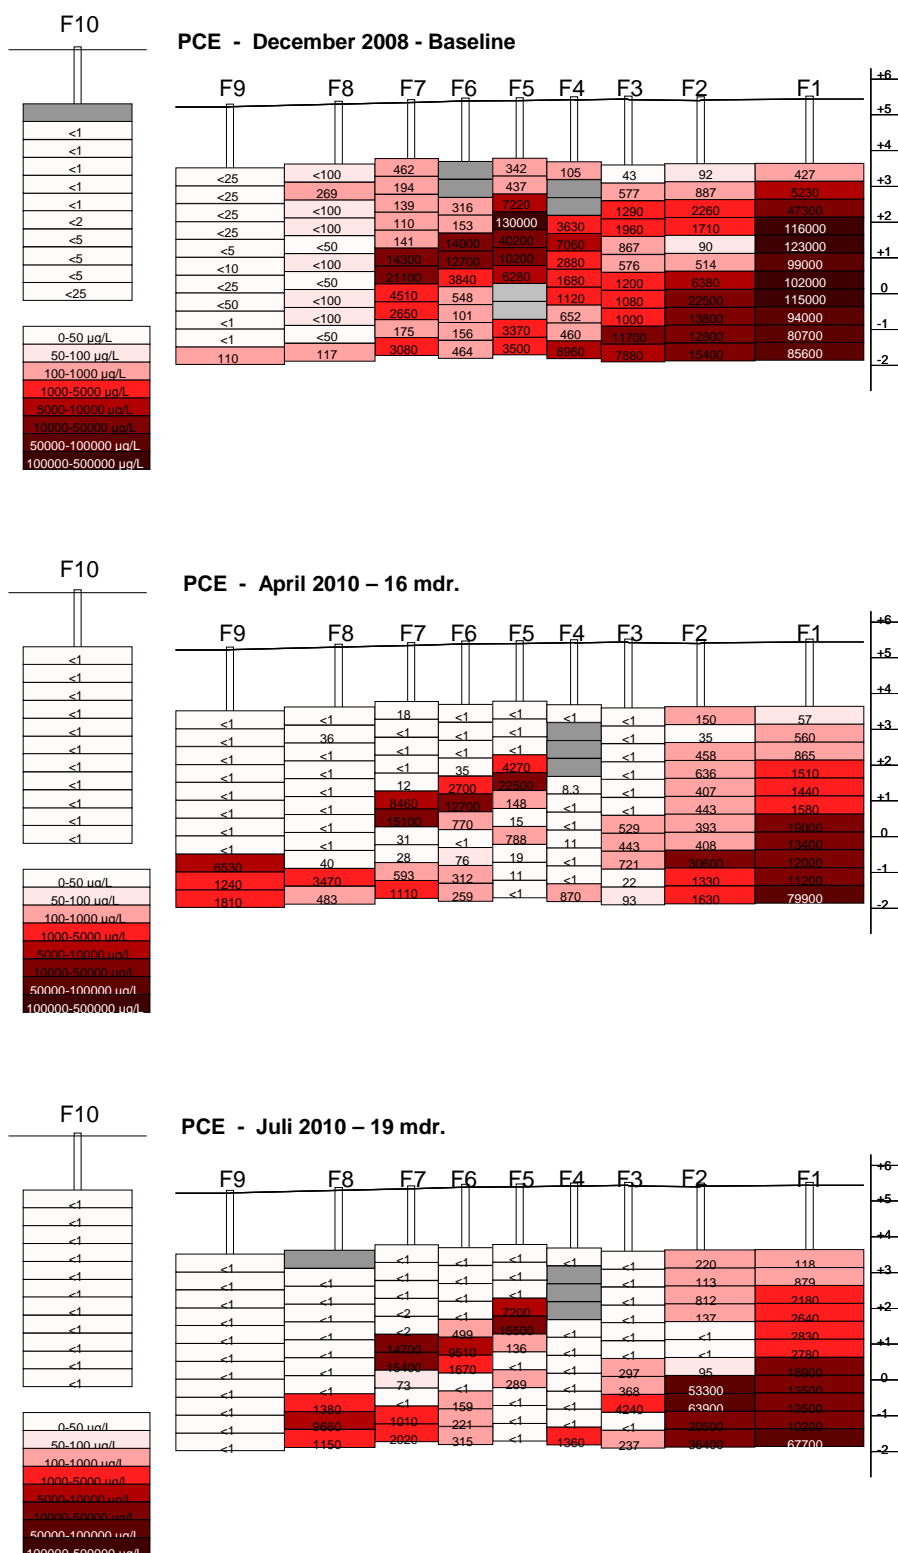 F10
PCE - December 2008 - Baseline
F9 F8 F7 F6 F5 F4 F3 F2 F1
+6
+5
+4
+3
+2
+1
0
-1
-2
<1
<1
<1
<1
<1
<2
<5
<5
<5
<25
<25 <100 462 342 105 43 92 427
<25 269 194 437 577 887 5230
<25 <100 139 316 7220 1290 2260 47300
<25 <100 110 153 130000 3630 1960 1710 116000
<5 <50 141 14000 40200 7060 867 90 123000
<10 <100 14300 12700 10200 2880 576 514 99000
<25 <50 21100 3840 6280 1680 1200 6380 102000
<50 <100 4510 548 1120 1080 22500 115000
<1 <100 2650 101 652 1000 13800 94000
<1 <50 175 156 3370 460 11700 12800 80700
110 117 3080 464 3500 8960 7880 15400 85600
0-50 µg/L
50-100 µg/L
100-1000 µg/L
1000-5000 µg/L
5000-10000 µg/L
10000-50000 µg/L
50000-100000 µg/L
100000-500000 µg/L
F10
PCE - April 2010 – 16 mdr.
F9 F8 F7 F6 F5 F4 F3 F2 F1
+6
+5
+4
+3
+2
+1
0
-1
-2
<1
<1
<1
<1
<1
<1
<1
<1
<1
<1
<1
<1 <1 18 <1 <1 <1 <1 150 57
<1 36 <1 <1 <1 <1 35 560
<1 <1 <1 <1 <1 <1 458 865
<1 <1 <1 35 4270 <1 636 1510
<1 <1 12 2700 22500 8.3 <1 407 1440
<1 <1 8460 12700 148 <1 <1 443 1580
<1 <1 15100 770 15 <1 529 393 19000
<1 <1 31 <1 788 11 443 408 13400
6530 40 28 76 19 <1 721 30600 12000
1240 3470 593 312 11 <1 22 1330 11200
1810 483 1110 259 <1 870 93 1630 79900
0-50 µg/L
50-100 µg/L
100-1000 µg/L
1000-5000 µg/L
5000-10000 µg/L
10000-50000 µg/L
50000-100000 µg/L
100000-500000 µg/L
F10
PCE - Juli 2010 – 19 mdr.
F9 F8 F7 F6 F5 F4 F3 F2 F1
+6
+5
+4
+3
+2
+1
0
-1
-2
<1
<1
<1
<1
<1
<1
<1
<1
<1
<1
<1
<1 <1 <1 <1 <1 <1 220 118
<1 <1 <1 <1 <1 <1 113 879
<1 <1 <1 <1 <1 <1 812 2180
<1 <1 <2 <1 7200 <1 137 2640
<1 <1 <2 499 15500 <1 <1 <1 2830
<1 <1 14700 9510 136 <1 <1 <1 2780
<1 <1 15400 1670 <1 <1 297 95 18900
<1 <1 73 <1 289 <1 368 53300 13500
<1 1380 <1 159 <1 <1 4240 63900 13600
<1 9660 1010 221 <1 <1 <1 20500 10200
<1 1150 2020 315 <1 1360 237 36400 67700
0-50 µg/L
50-100 µg/L
100-1000 µg/L
1000-5000 µg/L
5000-10000 µg/L
10000-50000 µg/L
50000-100000 µg/L
100000-500000 µg/L